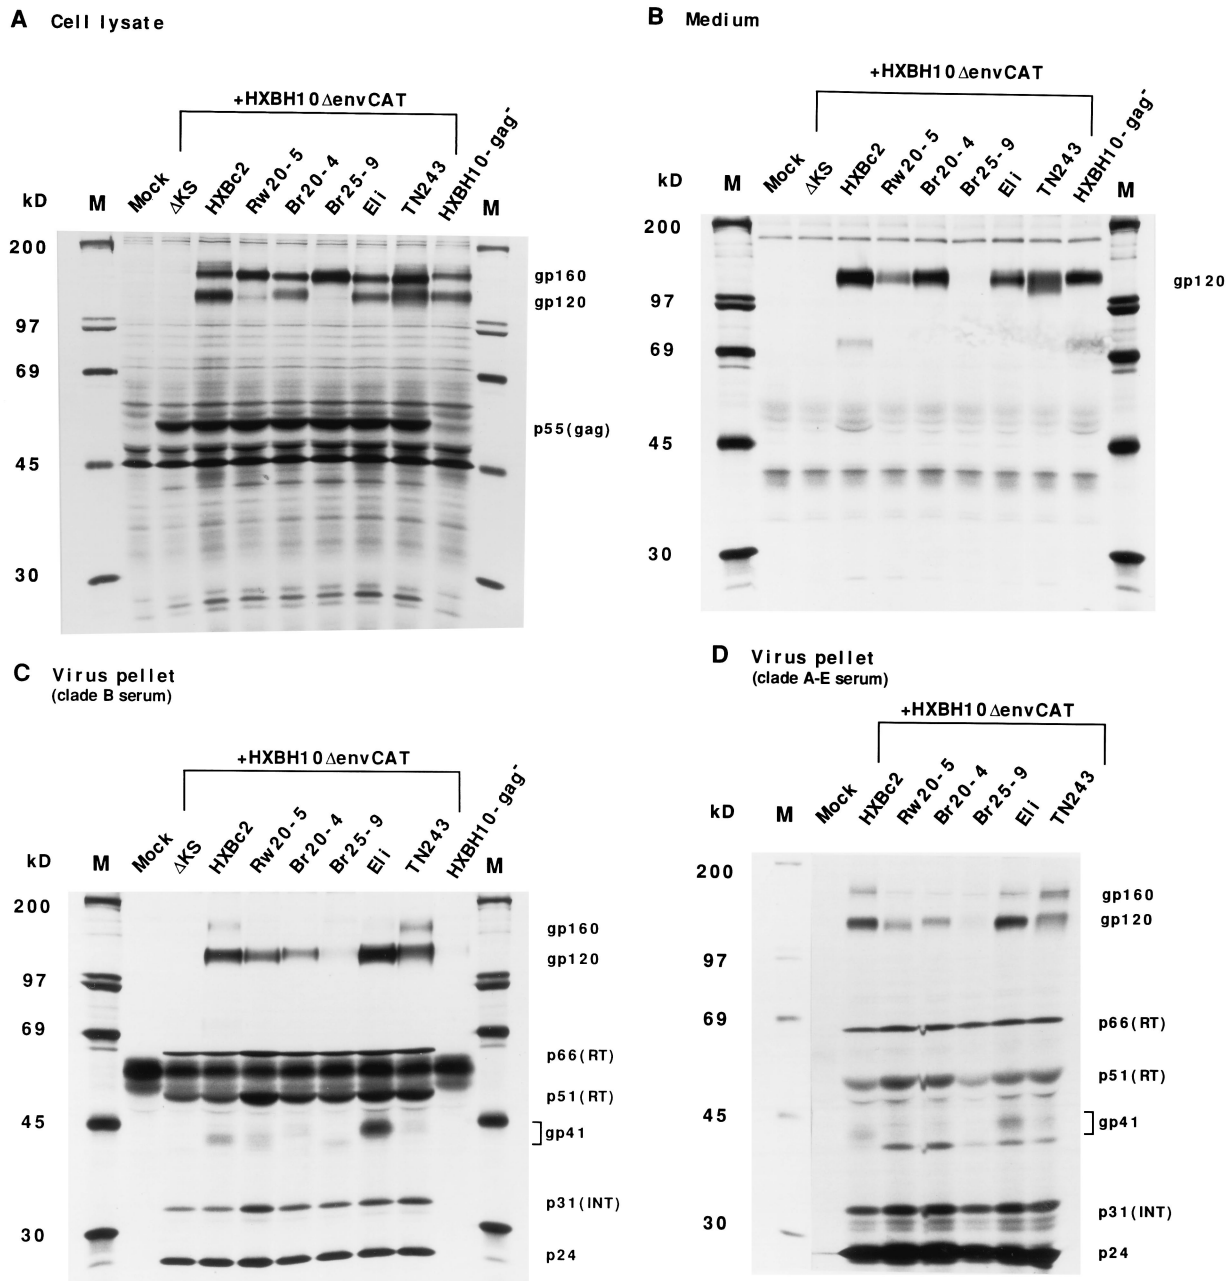 A Cell lysate
+HXBH10ΔenvCAT
kD
M
Mock
ΔKS
HXBc2
Rw20-5
Br20-4
Br25-9
Eli
TN243
HXBH10-gag-
M
200
97
69
45
30
gp160
gp120
p55(gag)
B Medium
+HXBH10ΔenvCAT
kD
M
Mock
ΔKS
HXBc2
Rw20-5
Br20-4
Br25-9
Eli
TN243
HXBH10-gag-
M
200
97
69
45
30
gp120
C Virus pellet
(clade B serum)
+HXBH10ΔenvCAT
kD
M
Mock
ΔKS
HXBc2
Rw20-5
Br20-4
Br25-9
Eli
TN243
HXBH10-gag-
M
200
97
69
45
30
gp160
gp120
p66(RT)
p51(RT)
gp41
p31(INT)
p24
D Virus pellet
(clade A-E serum)
+HXBH10ΔenvCAT
kD
M
Mock
HXBc2
Rw20-5
Br20-4
Br25-9
Eli
TN243
200
97
69
45
30
gp160
gp120
p66(RT)
p51(RT)
gp41
p31(INT)
p24